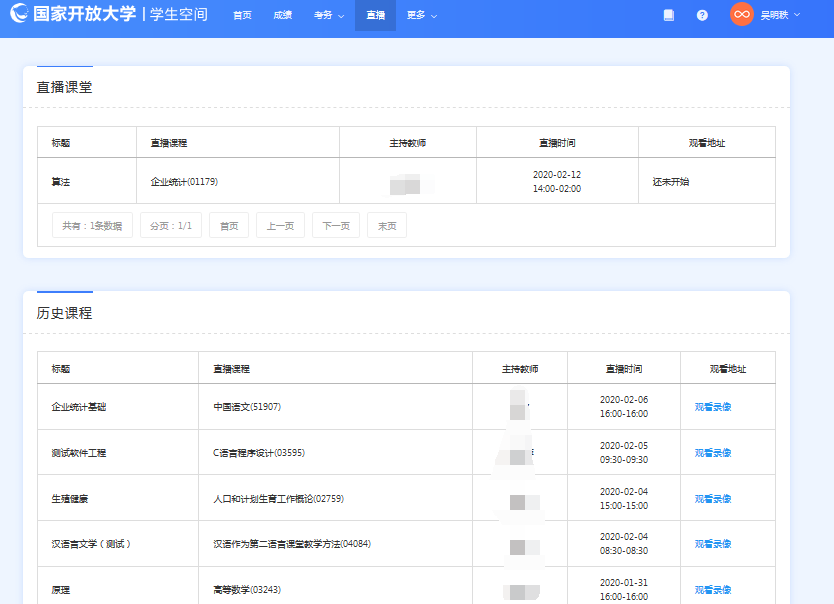 国家开放大学 | 学生空间 首页 成绩 考务 直播 更多 吴明轶
直播课堂
标题 直播课程 主持教师 直播时间 观看地址
算法 企业统计(01179) 2020-02-12 还未开始
14:00-02:00
共有：1条数据 分页：1/1 首页 上一页 下一页 末页
历史课程
标题 直播课程 主持教师 直播时间 观看地址
企业统计基础 中国语文(51907) 2020-02-06 观看录像
16:00-16:00
测试软件工程 C语言程序设计(03595) 2020-02-05 观看录像
09:30-09:30
生殖健康 人口和计划生育工作概论(02759) 2020-02-04 观看录像
15:00-15:00
汉语言文学（测试） 汉语作为第二语言课堂教学方法(04084) 2020-02-04 观看录像
08:30-08:30
原理 高等数学(03243) 2020-01-31 观看录像
16:00-16:00